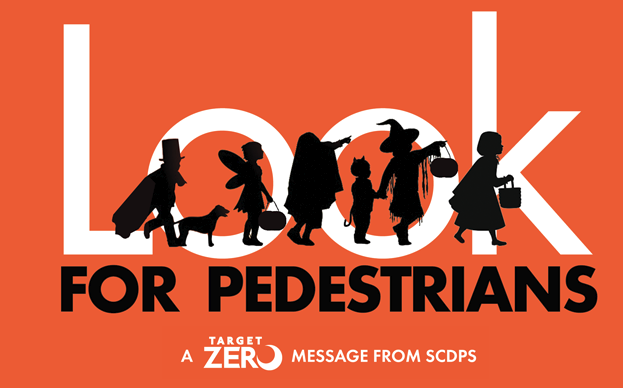 Look
FOR PEDESTRIANS
A TARGET ZERO MESSAGE FROM SCDPS